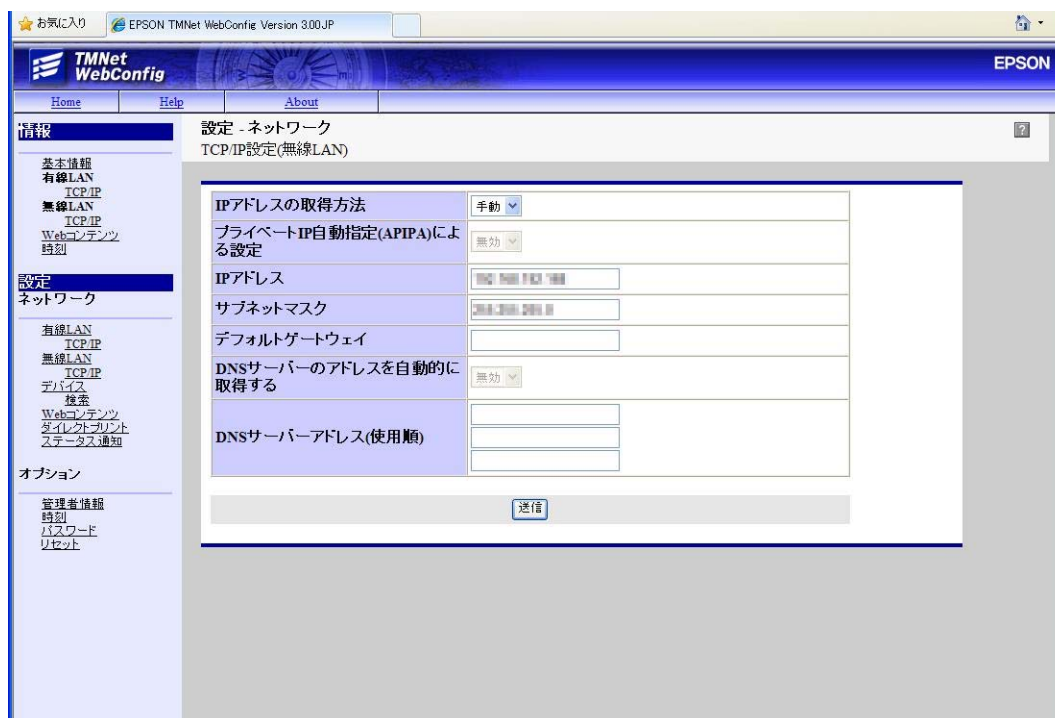 お気に入り
EPSON TMNet WebConfig Version 3.00JP
TMNet
WebConfig
EPSON
Home
Help
About
情報
基本情報
有線LAN
TCP/IP
無線LAN
TCP/IP
Webコンテンツ
時刻
設定
ネットワーク
有線LAN
TCP/IP
無線LAN
TCP/IP
デバイス
検索
Webコンテンツ
ダイレクトプリント
ステータス通知
オプション
管理者情報
時刻
パスワード
リセット
設定 - ネットワーク
TCP/IP設定(無線LAN)
?
IPアドレスの取得方法
手動
プライベートIP自動指定(APIPA)によ
る設定
無効
IPアドレス
サブネットマスク
デフォルトゲートウェイ
DNSサーバーのアドレスを自動的に
取得する
無効
DNSサーバーアドレス(使用順)
送信